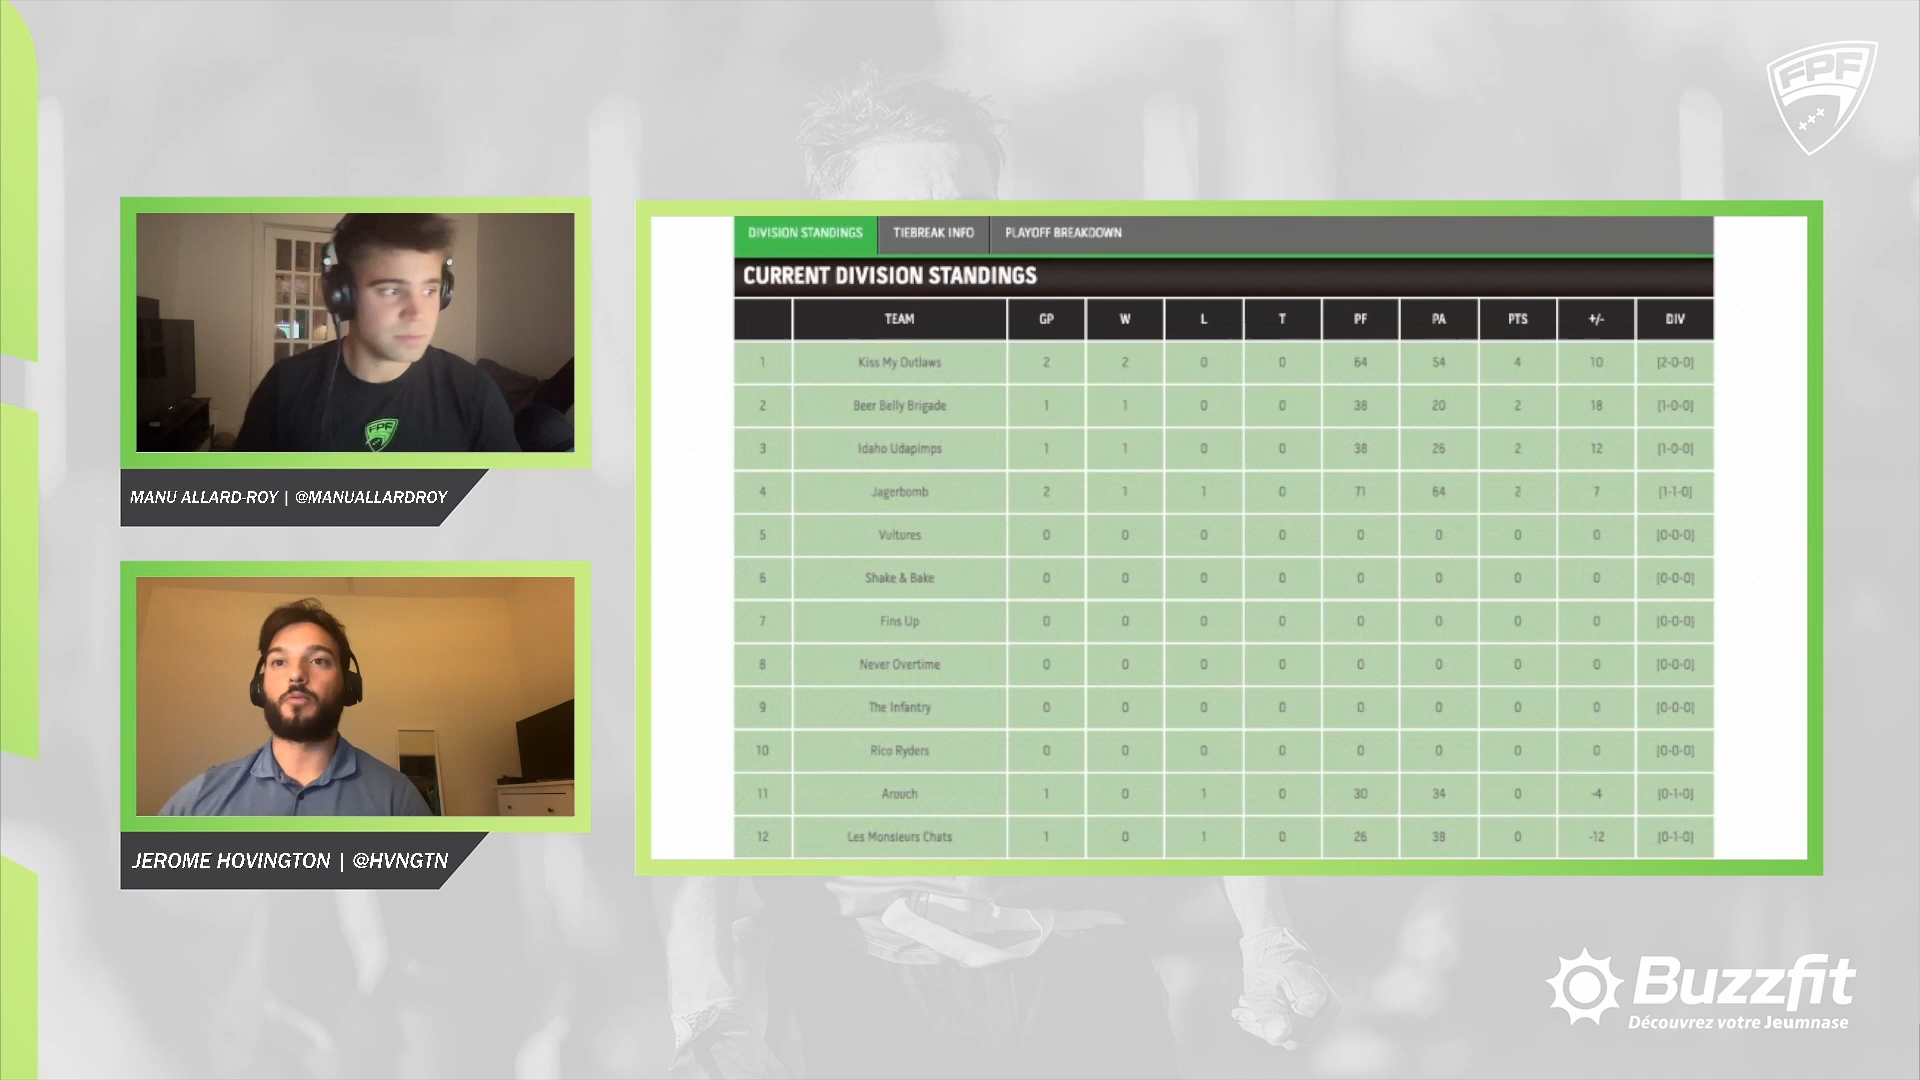 FPF
DIVISION STANDINGS TIEBREAK INFO PLAYOFF BREAKDOWN
CURRENT DIVISION STANDINGS
TEAM GP W L T PF PA PTS +/- DIV
1 Kiss My Outlaws 2 2 0 0 64 54 4 10 [2-0-0]
2 Beer Belly Brigade 1 1 0 0 38 20 2 18 [1-0-0]
3 Idaho Udapimps 1 1 0 0 38 26 2 12 [1-0-0]
4 Jagerbomb 2 1 1 0 71 64 2 7 [1-1-0]
5 Vultures 0 0 0 0 0 0 0 0 [0-0-0]
6 Shake & Bake 0 0 0 0 0 0 0 0 [0-0-0]
7 Fins Up 0 0 0 0 0 0 0 0 [0-0-0]
8 Never Overtime 0 0 0 0 0 0 0 0 [0-0-0]
9 The Infantry 0 0 0 0 0 0 0 0 [0-0-0]
10 Rico Ryders 0 0 0 0 0 0 0 0 [0-0-0]
11 Arouch 1 0 1 0 30 34 0 -4 [0-1-0]
12 Les Monsieurs Chats 1 0 1 0 26 38 0 -12 [0-1-0]
FPF
MANU ALLARD-ROY | @MANUALLARDROY
JEROME HOVINGTON | @HVNGTN
Buzzfit
Découvrez votre Jeumnase